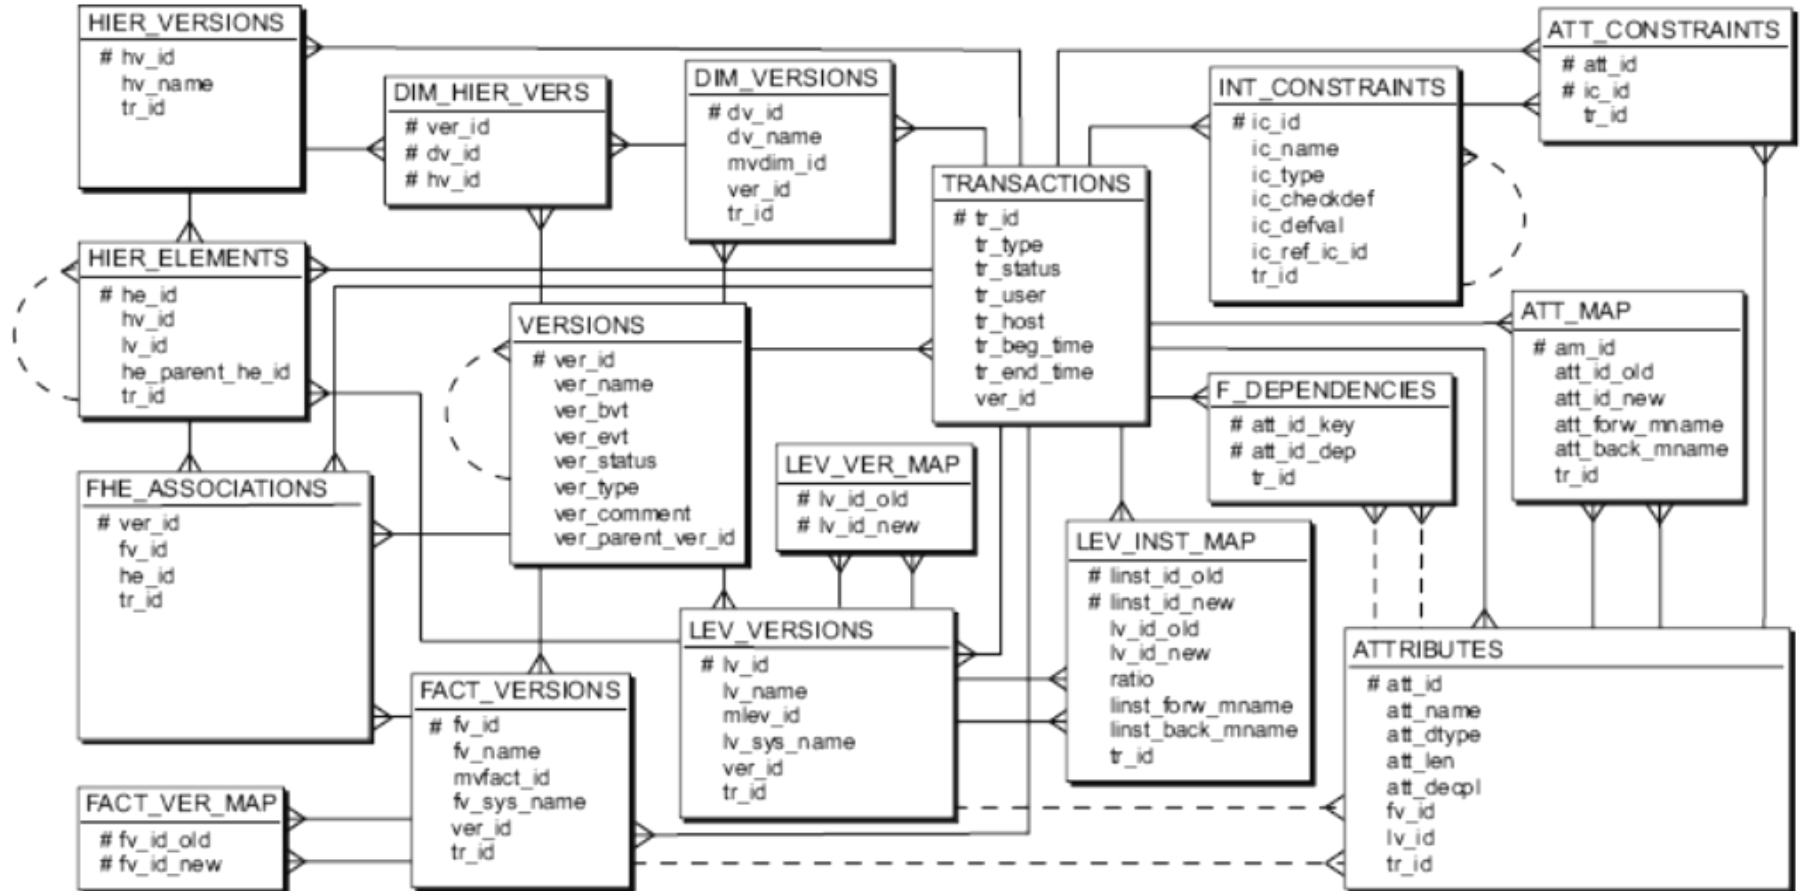 HIER_VERSIONS
# hv_id
hv_name
tr_id
DIM_HIER_VERS
# ver_id
# dv_id
# hv_id
DIM_VERSIONS
# dv_id
dv_name
mvdim_id
ver_id
tr_id
TRANSACTIONS
# tr_id
tr_type
tr_status
tr_user
tr_host
tr_beg_time
tr_end_time
ver_id
INT_CONSTRAINTS
# ic_id
ic_name
ic_type
ic_checkdef
ic_defval
ic_ref_ic_id
tr_id
ATT_CONSTRAINTS
# att_id
# ic_id
tr_id
HIER_ELEMENTS
# he_id
hv_id
lv_id
he_parent_he_id
tr_id
VERSIONS
# ver_id
ver_name
ver_bvt
ver_evt
ver_status
ver_type
ver_comment
ver_parent_ver_id
ATT_MAP
# am_id
att_id_old
att_id_new
att_forw_mname
att_back_mname
tr_id
F_DEPENDENCIES
# att_id_key
# att_id_dep
tr_id
LEV_VER_MAP
# lv_id_old
# lv_id_new
FHE_ASSOCIATIONS
# ver_id
fv_id
he_id
tr_id
LEV_INST_MAP
# linst_id_old
# linst_id_new
lv_id_old
lv_id_new
ratio
linst_forw_mname
linst_back_mname
tr_id
LEV_VERSIONS
# lv_id
lv_name
mlev_id
lv_sys_name
ver_id
tr_id
ATTRIBUTES
# att_id
att_name
att_dtype
att_len
att_decpl
fv_id
lv_id
tr_id
FACT_VERSIONS
# fv_id
fv_name
mvfact_id
fv_sys_name
ver_id
tr_id
FACT_VER_MAP
# fv_id_old
# fv_id_new